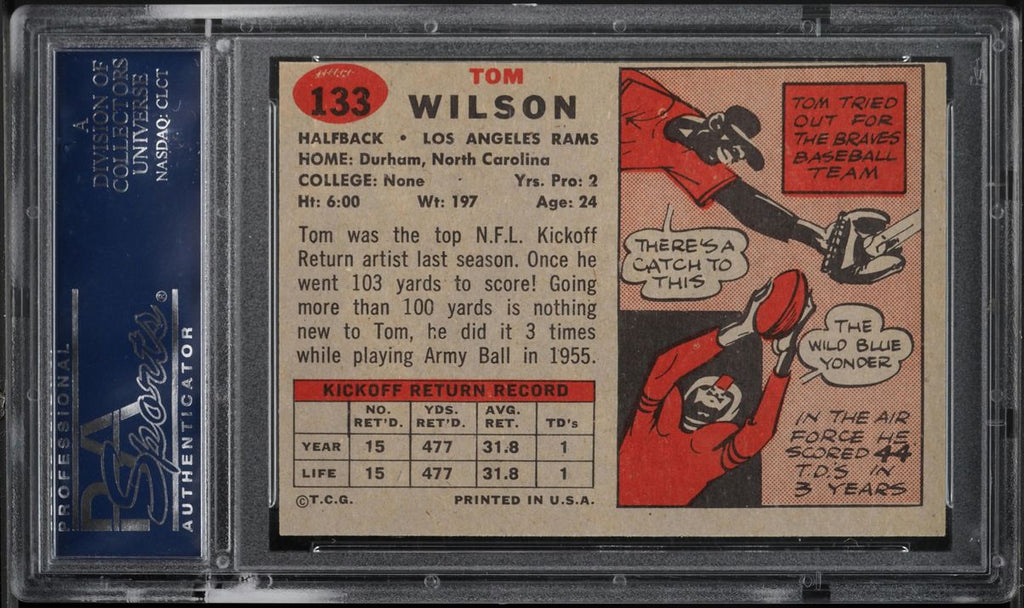 A
DIVISION OF
COLLECTORS
UNIVERSE
NASDAQ: CLCT
PROFESSIONAL
PSA
Sports®
AUTHENTICATOR
133
TOM
WILSON
HALFBACK • LOS ANGELES RAMS
HOME: Durham, North Carolina
COLLEGE: None Yrs. Pro: 2
Ht: 6:00 Wt: 197 Age: 24
Tom was the top N.F.L. Kickoff
Return artist last season. Once he
went 103 yards to score! Going
more than 100 yards is nothing
new to Tom, he did it 3 times
while playing Army Ball in 1955.
KICKOFF RETURN RECORD
NO. YDS. AVG.
RET'D. RET'D. RET. TD's
YEAR 15 477 31.8 1
LIFE 15 477 31.8 1
©T.C.G. PRINTED IN U.S.A.
TOM TRIED
OUT FOR
THE BRAVES
BASEBALL
TEAM
THERE'S A
CATCH TO
THIS
THE
WILD BLUE
YONDER
IN THE AIR
FORCE HE
SCORED 44
T.D.'S IN
3 YEARS